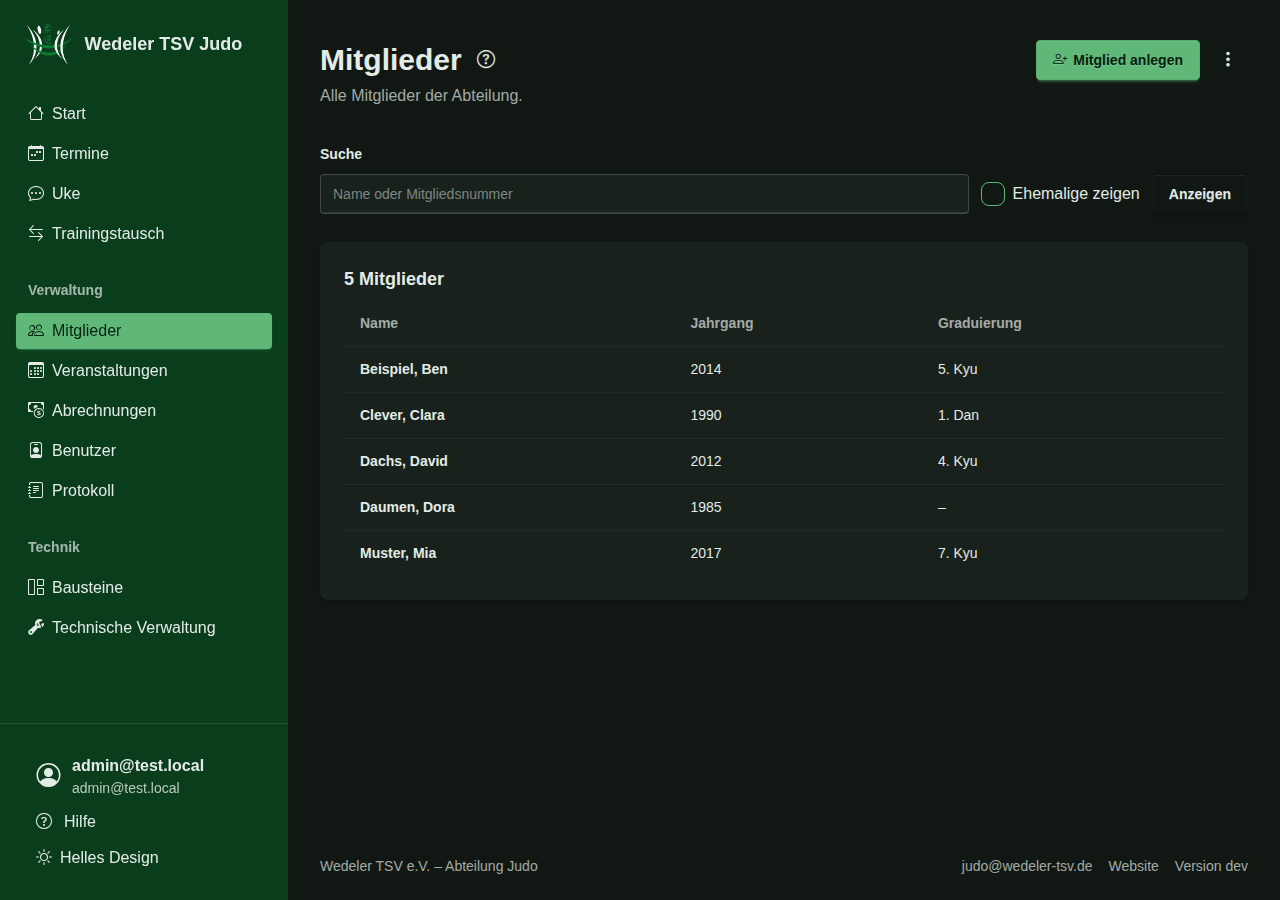 Wedeler TSV Judo
Start
Termine
Uke
Trainingstausch
Verwaltung
Mitglieder
Veranstaltungen
Abrechnungen
Benutzer
Protokoll
Technik
Bausteine
Technische Verwaltung
admin@test.local
admin@test.local
Hilfe
Helles Design
Mitglieder
Mitglied anlegen
Alle Mitglieder der Abteilung.
Suche
Name oder Mitgliedsnummer
Ehemalige zeigen
Anzeigen
5 Mitglieder
Name Jahrgang Graduierung
Beispiel, Ben 2014 5. Kyu
Clever, Clara 1990 1. Dan
Dachs, David 2012 4. Kyu
Daumen, Dora 1985 –
Muster, Mia 2017 7. Kyu
Wedeler TSV e.V. – Abteilung Judo
judo@wedeler-tsv.de Website Version dev